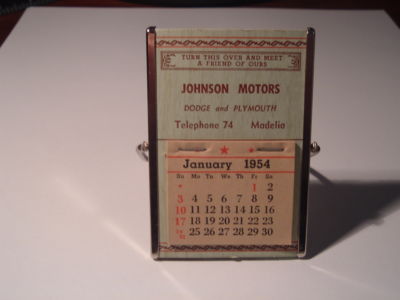 TURN THIS OVER AND MEET
A FRIEND OF OURS
JOHNSON MOTORS
DODGE and PLYMOUTH
Telephone 74 Madelia
January 1954
Su Mo Tu We Th Fr Sa
1 2
3 4 5 6 7 8 9
10 11 12 13 14 15 16
17 18 19 20 21 22 23
24/31 25 26 27 28 29 30